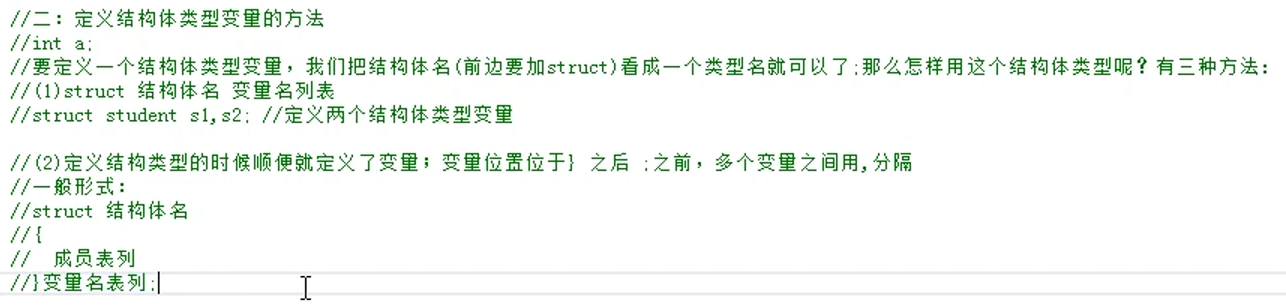 //二：定义结构体类型变量的方法
//int a;
//要定义一个结构体类型变量，我们把结构体名(前边要加struct)看成一个类型名就可以了;那么怎样用这个结构体类型呢？有三种方法：
//(1)struct 结构体名 变量名列表
//struct student s1,s2; //定义两个结构体类型变量
//(2)定义结构类型的时候顺便就定义了变量；变量位置位于} 之后 ;之前，多个变量之间用,分隔
//一般形式：
//struct 结构体名
//{
//  成员表列
//}变量名表列;